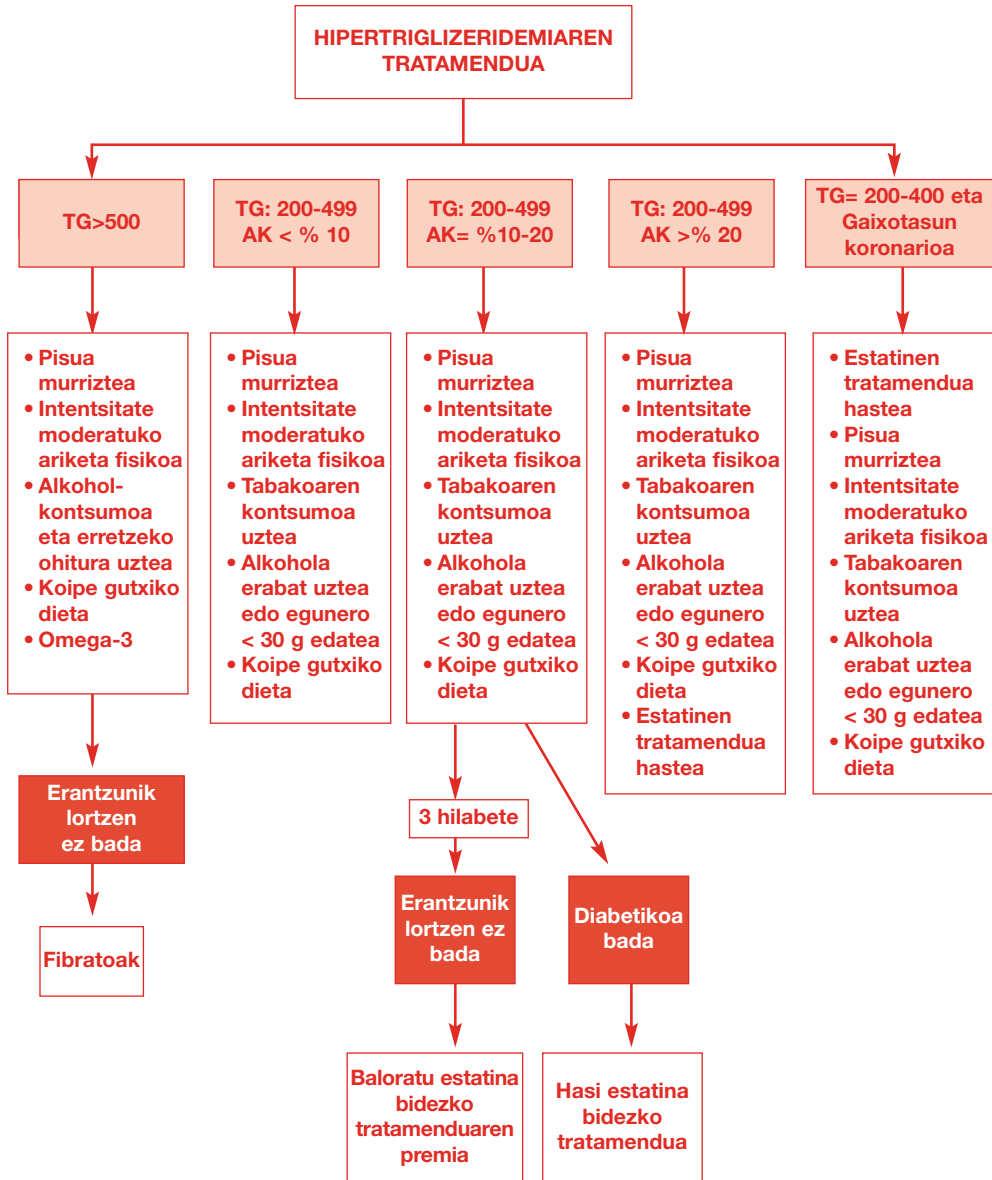 HIPERTRIGLIZERIDEMIAREN
TRATAMENDUA
TG>500
TG: 200-499
AK < % 10
TG: 200-499
AK= %10-20
TG: 200-499
AK >% 20
TG= 200-400 eta
Gaixotasun
koronarioa
• Pisua
murriztea
• Intentsitate
moderatuko
ariketa fisikoa
• Alkohol-
kontsumoa
eta erretzeko
ohitura uztea
• Koipe gutxiko
dieta
• Omega-3
• Pisua
murriztea
• Intentsitate
moderatuko
ariketa fisikoa
• Tabakoaren
kontsumoa
uztea
• Alkohola
erabat uztea
edo egunero
< 30 g edatea
• Koipe gutxiko
dieta
• Pisua
murriztea
• Intentsitate
moderatuko
ariketa fisikoa
• Tabakoaren
kontsumoa
uztea
• Alkohola
erabat uztea
edo egunero
< 30 g edatea
• Koipe gutxiko
dieta
• Pisua
murriztea
• Intentsitate
moderatuko
ariketa fisikoa
• Tabakoaren
kontsumoa
uztea
• Alkohola
erabat uztea
edo egunero
< 30 g edatea
• Koipe gutxiko
dieta
• Estatinen
tratamendua
hastea
• Estatinen
tratamendua
hastea
• Pisua
murriztea
• Intentsitate
moderatuko
ariketa fisikoa
• Tabakoaren
kontsumoa
uztea
• Alkohola
erabat uztea
edo egunero
< 30 g edatea
• Koipe gutxiko
dieta
Erantzunik
lortzen
ez bada
Fibratoak
3 hilabete
Erantzunik
lortzen ez
bada
Diabetikoa
bada
Baloratu estatina
bidezko
tratamenduaren
premia
Hasi estatina
bidezko
tratamendua